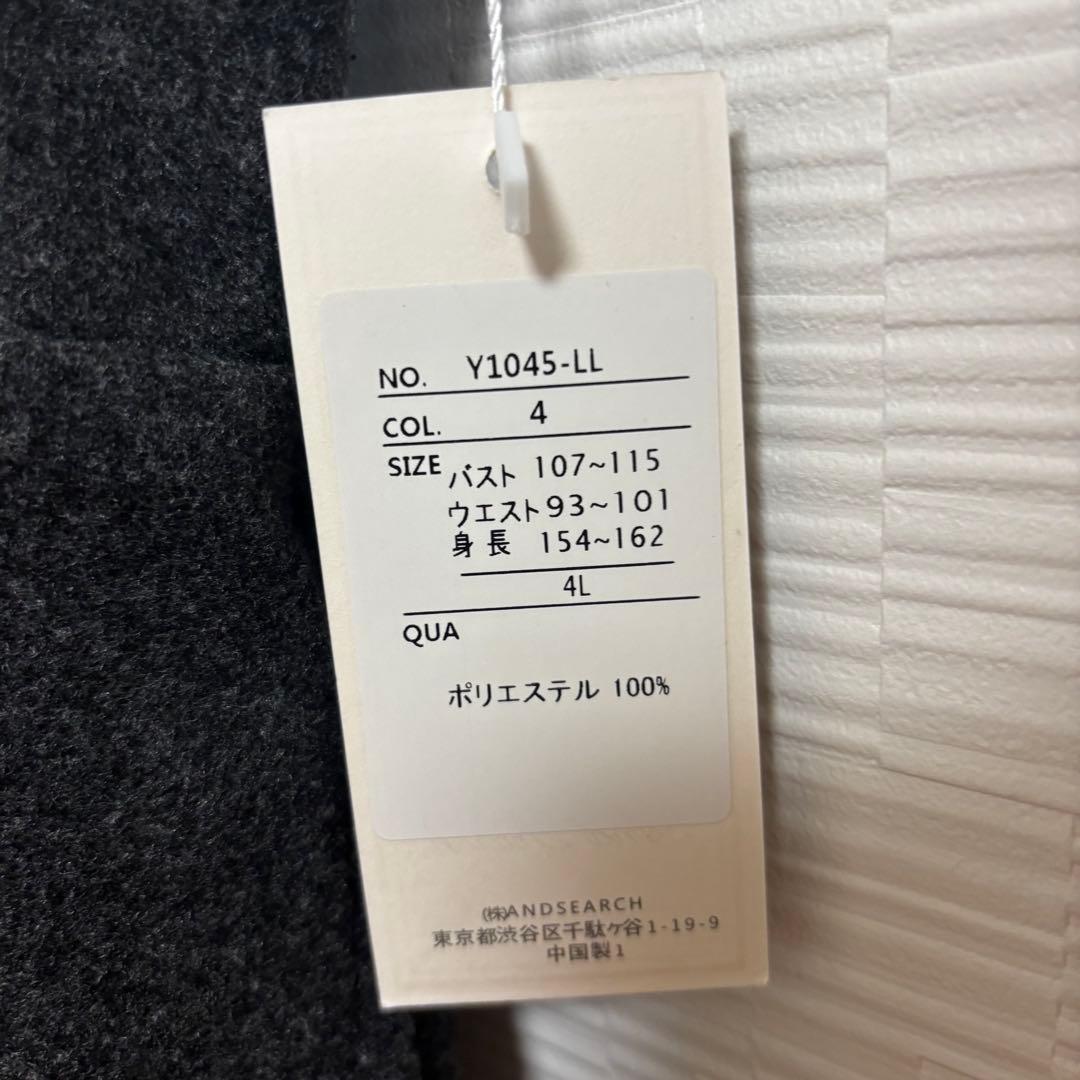 NO. Y1045-LL
COL. 4
SIZE バスト 107~115
ウエスト 93~101
身長 154~162
4L
QUA
ポリエステル 100%
㈱ANDSEARCH
東京都渋谷区千駄ケ谷1-19-9
中国製1